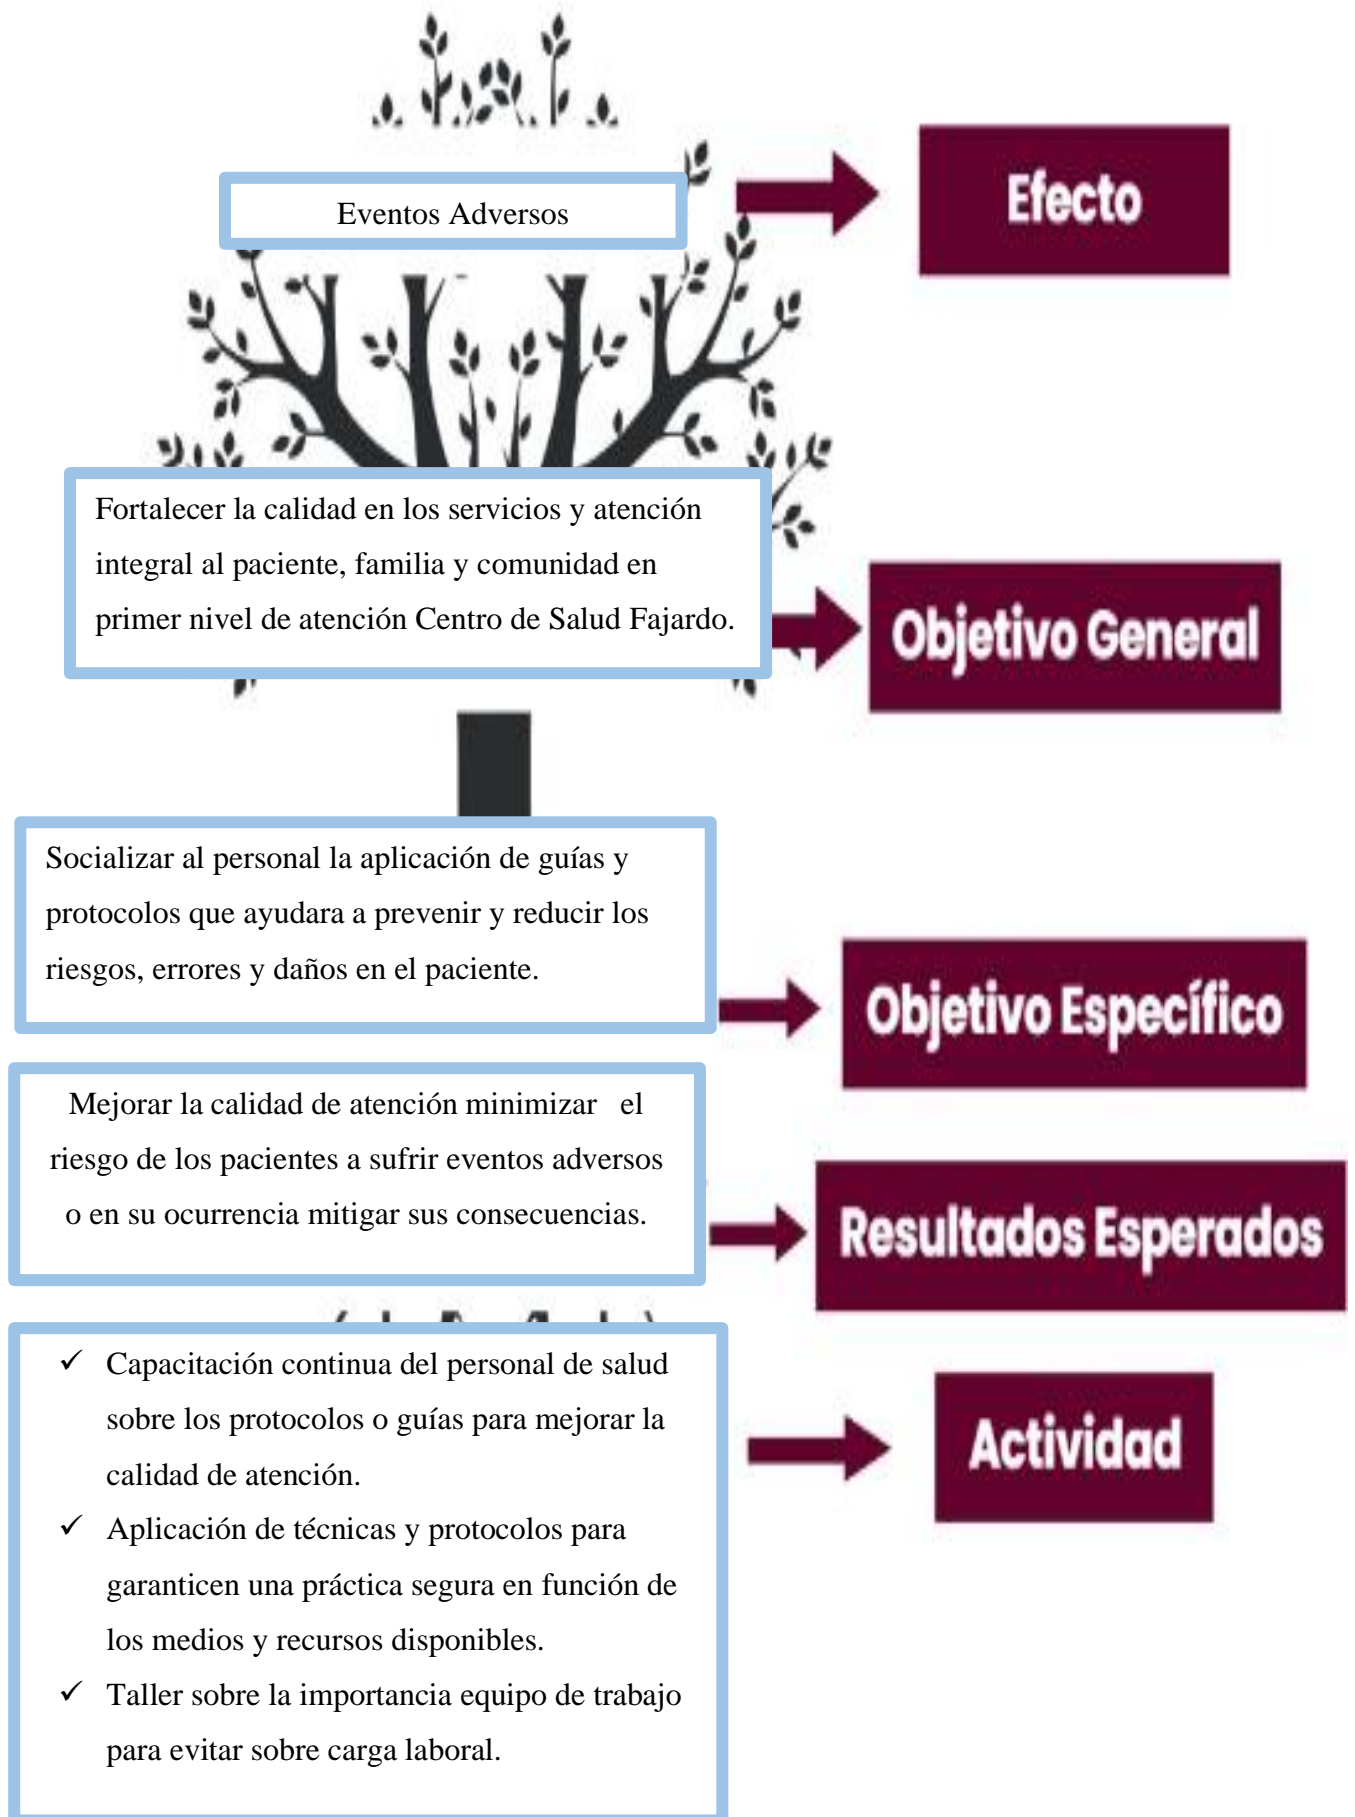 Eventos Adversos
Efecto
Fortalecer la calidad en los servicios y atención
integral al paciente, familia y comunidad en
primer nivel de atención Centro de Salud Fajardo.
Objetivo General
Socializar al personal la aplicación de guías y
protocolos que ayudara a prevenir y reducir los
riesgos, errores y daños en el paciente.
Objetivo Específico
Mejorar la calidad de atención minimizar el
riesgo de los pacientes a sufrir eventos adversos
o en su ocurrencia mitigar sus consecuencias.
Resultados Esperados
✓ Capacitación continua del personal de salud
sobre los protocolos o guías para mejorar la
calidad de atención.
✓ Aplicación de técnicas y protocolos para
garanticen una práctica segura en función de
los medios y recursos disponibles.
✓ Taller sobre la importancia equipo de trabajo
para evitar sobre carga laboral.
Actividad